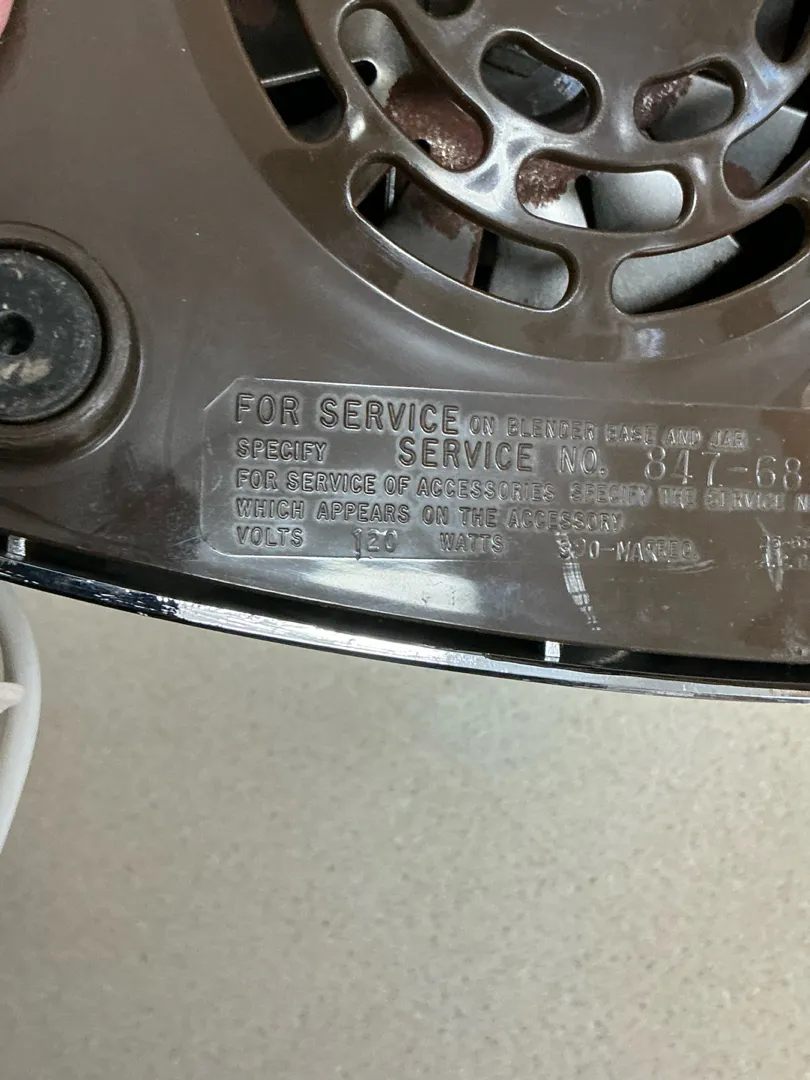 FOR SERVICE ON BLENDER BASE AND JAR
SPECIFY SERVICE NO. 847-68
FOR SERVICE OF ACCESSORIES SPECIFY THE SERVICE N
WHICH APPEARS ON THE ACCESSORY
VOLTS 120 WATTS